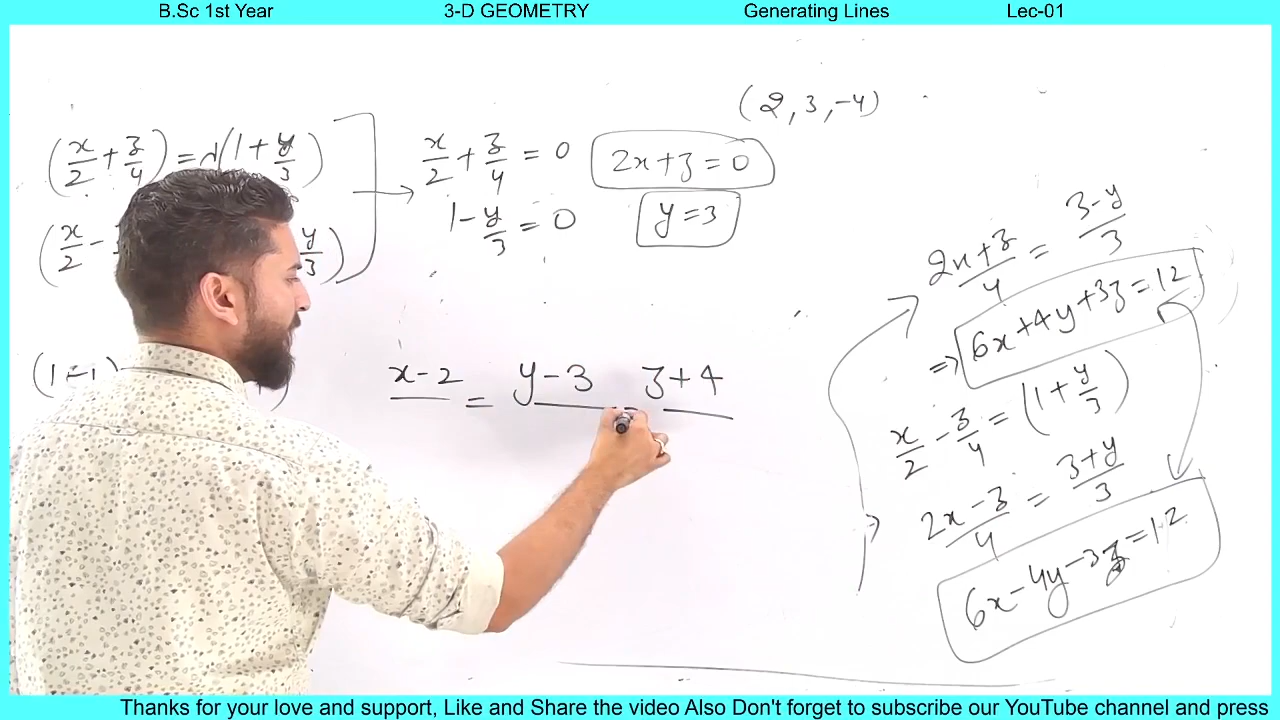 B.Sc 1st Year 3-D GEOMETRY Generating Lines Lec-01
(2, 3, -4)
(x/2 + z/4) = λ(1 + y/3)
x/2 + z/4 = 0
2x + z = 0
1 - y/3 = 0
y = 3
(x/2 - y/3)
x-2 = y-3 z+4
(2x+z)/4 = (3-y)/3
=> 6x+4y+3z=12
x/2 - z/4 = (1 + y/3)
(2x-z)/4 = (3+y)/3
6x-4y-3z=12
Thanks for your love and support, Like and Share the video Also Don't forget to subscribe our YouTube channel and press